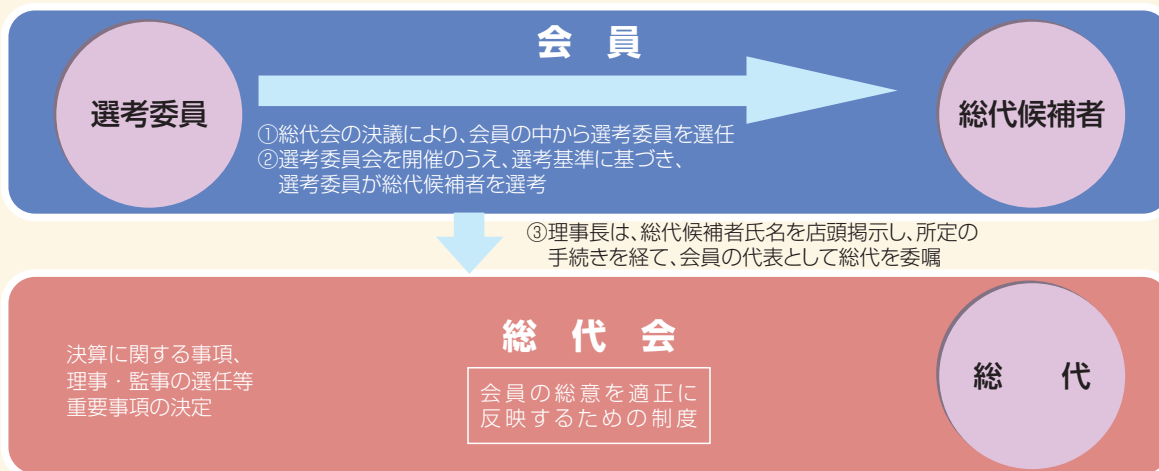 会 員
選考委員
総代候補者
①総代会の決議により、会員の中から選考委員を選任
②選考委員会を開催のうえ、選考基準に基づき、
選考委員が総代候補者を選考
③理事長は、総代候補者氏名を店頭掲示し、所定の
手続きを経て、会員の代表として総代を委嘱
総 代 会
決算に関する事項、
理事・監事の選任等
重要事項の決定
会員の総意を適正に
反映するための制度
総 代